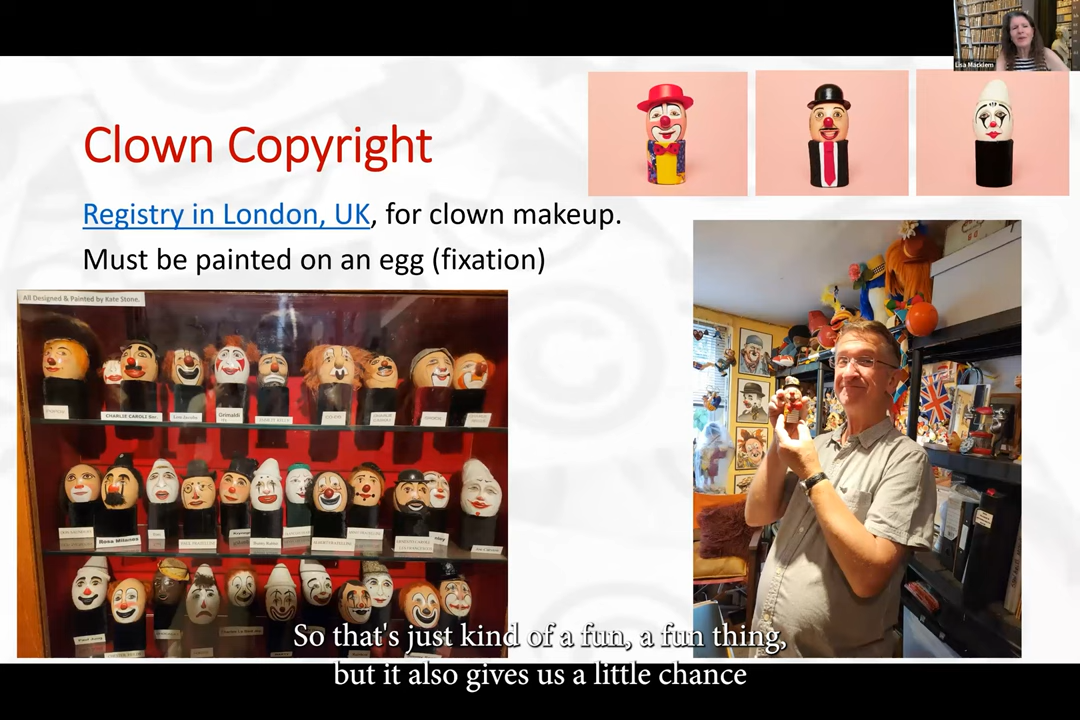 Lisa Macklem
Clown Copyright
Registry in London, UK, for clown makeup.
Must be painted on an egg (fixation)
All Designed & Painted by Kate Stone.
CHARLIE CAROLI Snr.
Grimaldi
So that's just kind of a fun, a fun thing,
but it also gives us a little chance